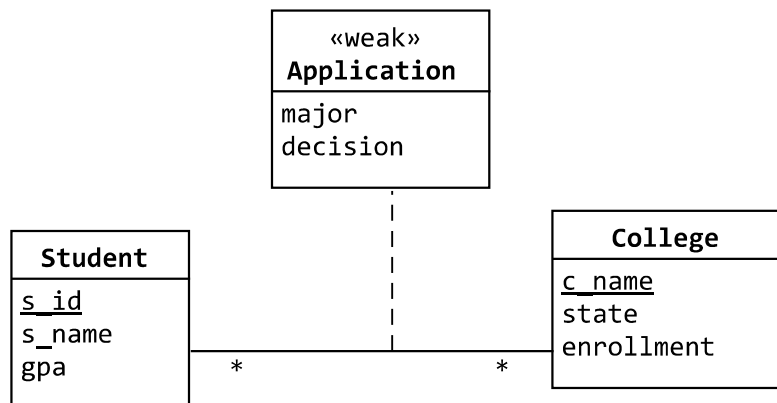 «weak»
Application
major
decision
Student
s_id
s_name
gpa
College
c_name
state
enrollment
*
*